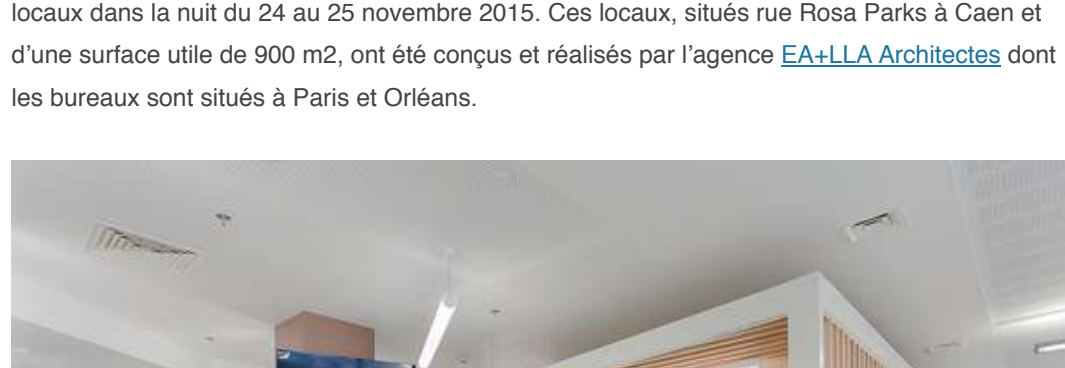 locaux dans la nuit du 24 au 25 novembre 2015. Ces locaux, situés rue Rosa Parks à Caen et
d’une surface utile de 900 m2, ont été conçus et réalisés par l’agence EA+LLA Architectes dont
les bureaux sont situés à Paris et Orléans.